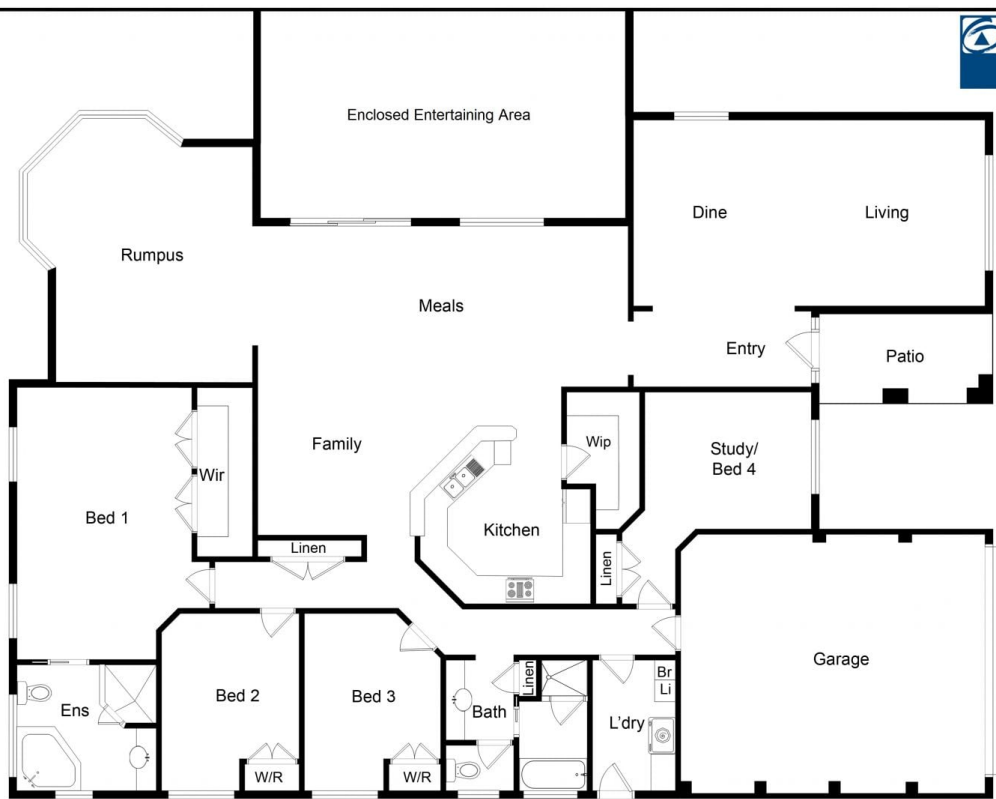 Enclosed Entertaining Area
Dine
Living
Rumpus
Meals
Entry
Patio
Family
Wip
Study/
Bed 4
Wir
Bed 1
Kitchen
Linen
Linen
Garage
Bed 2
Bed 3
Linen
Br
Li
Ens
Bath
L'dry
W/R
W/R